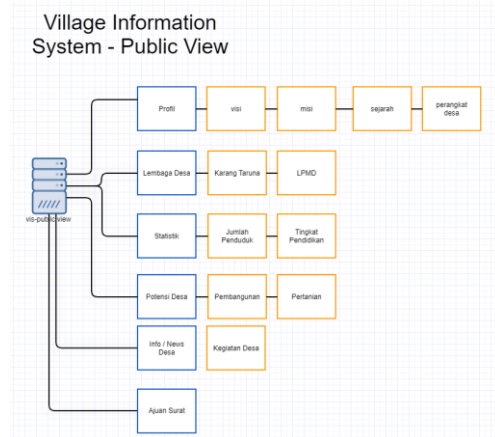 Village Information
System - Public View
Profil
visi
misi
sejarah
perangkat
desa
Lembaga Desa
Karang Taruna
LPMD
vis-public view
Statistik
Jumlah
Penduduk
Tingkat
Pendidikan
Potensi Desa
Pembangunan
Pertanian
Info / News
Desa
Kegiatan Desa
Ajuan Surat